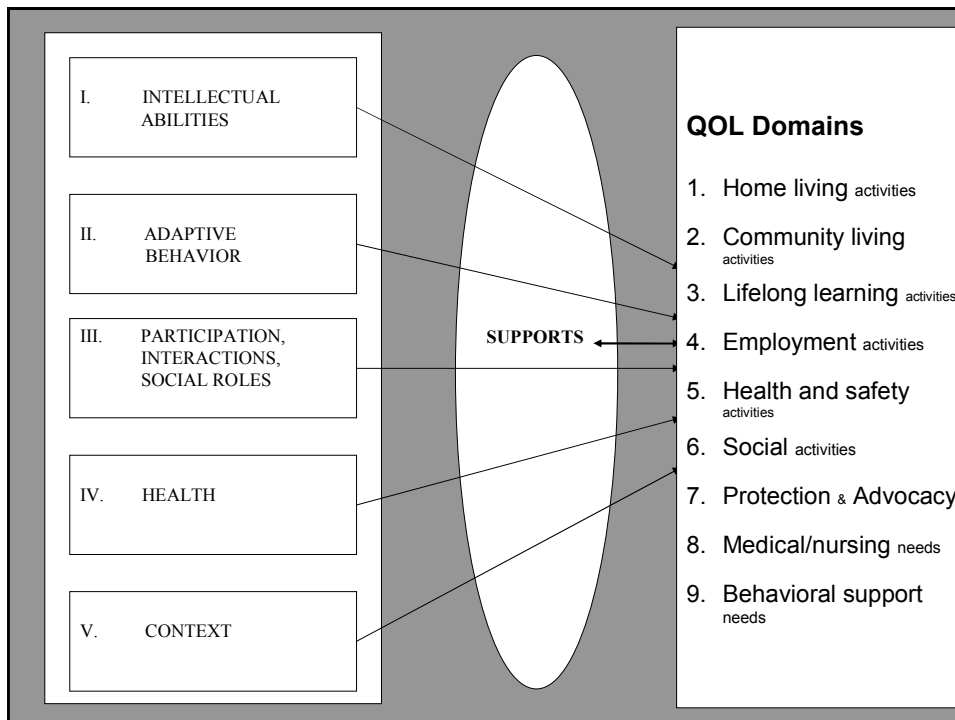 I. INTELLECTUAL
ABILITIES
II. ADAPTIVE
BEHAVIOR
III. PARTICIPATION,
INTERACTIONS,
SOCIAL ROLES
IV. HEALTH
V. CONTEXT
SUPPORTS
QOL Domains
1. Home living activities
2. Community living
activities
3. Lifelong learning activities
4. Employment activities
5. Health and safety
activities
6. Social activities
7. Protection & Advocacy
8. Medical/nursing needs
9. Behavioral support
needs